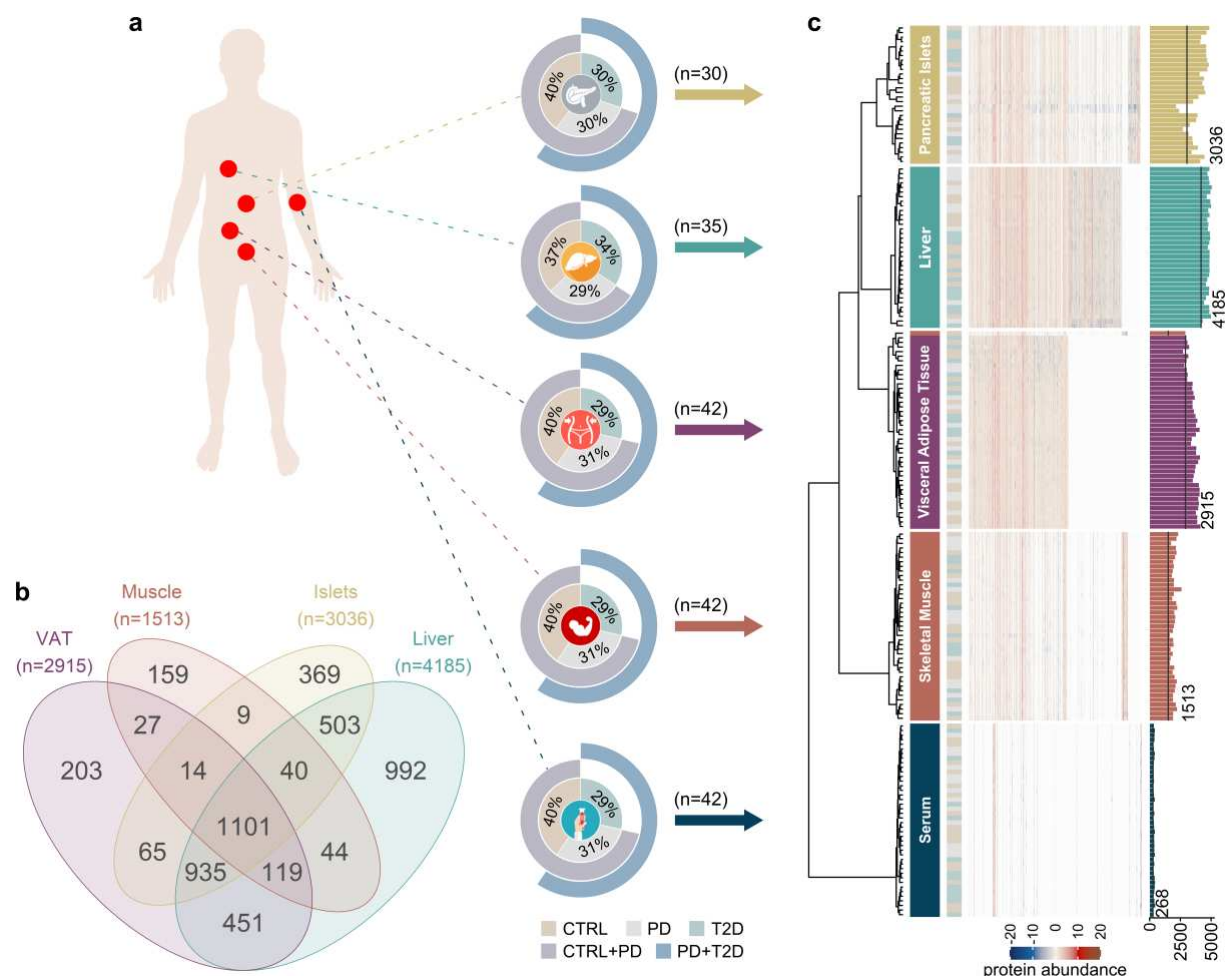 a
(n=30)
40%
30%
30%
(n=35)
37%
34%
29%
(n=42)
40%
29%
31%
(n=42)
40%
29%
31%
(n=42)
40%
29%
31%
CTRL
PD
T2D
CTRL+PD
PD+T2D
b
Muscle
(n=1513)
Islets
(n=3036)
VAT
(n=2915)
Liver
(n=4185)
159
369
27
9
503
203
14
40
992
1101
65
44
935
119
451
c
Pancreatic Islets
3036
Liver
4185
Visceral Adipose Tissue
2915
Skeletal Muscle
1513
Serum
268
0
2500
5000
-20
-10
0
10
20
protein abundance